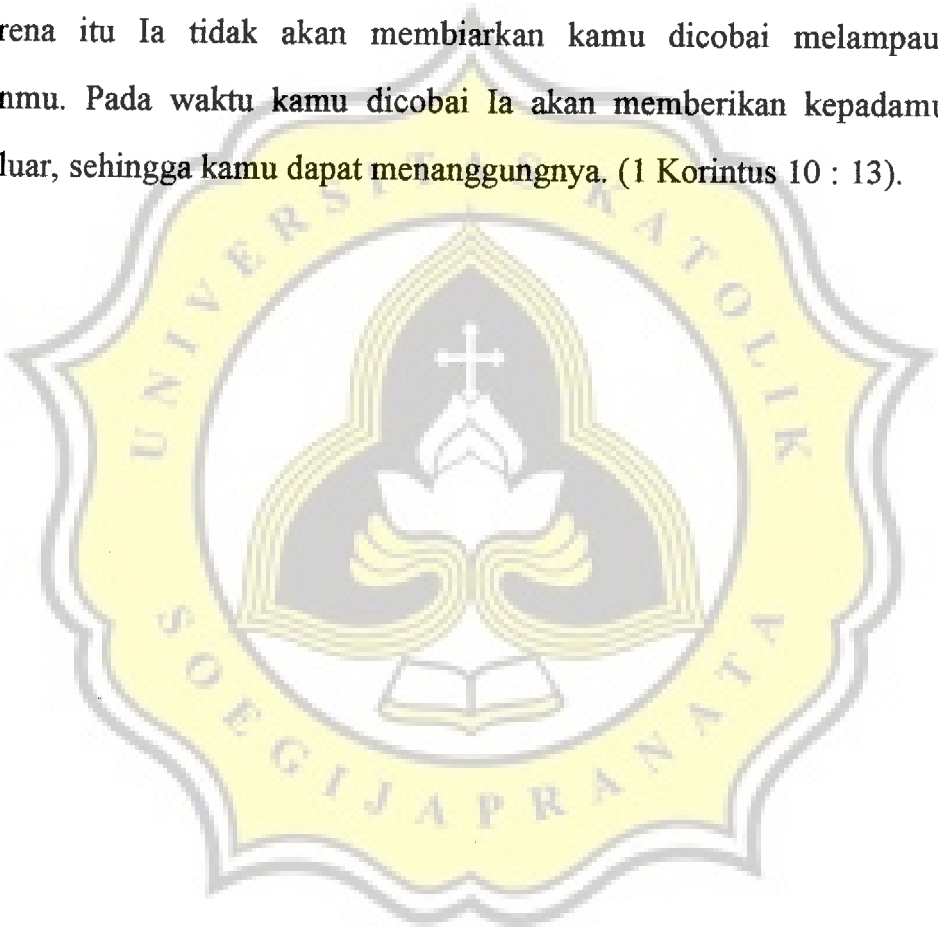 rena itu Ia tidak akan membiarkan kamu dicobai melampau
nmu. Pada waktu kamu dicobai Ia akan memberikan kepadamu
luar, sehingga kamu dapat menanggungnya. (1 Korintus 10 : 13).
UNIVERSITAS KATOLIK
SOEGIJAPRANATA